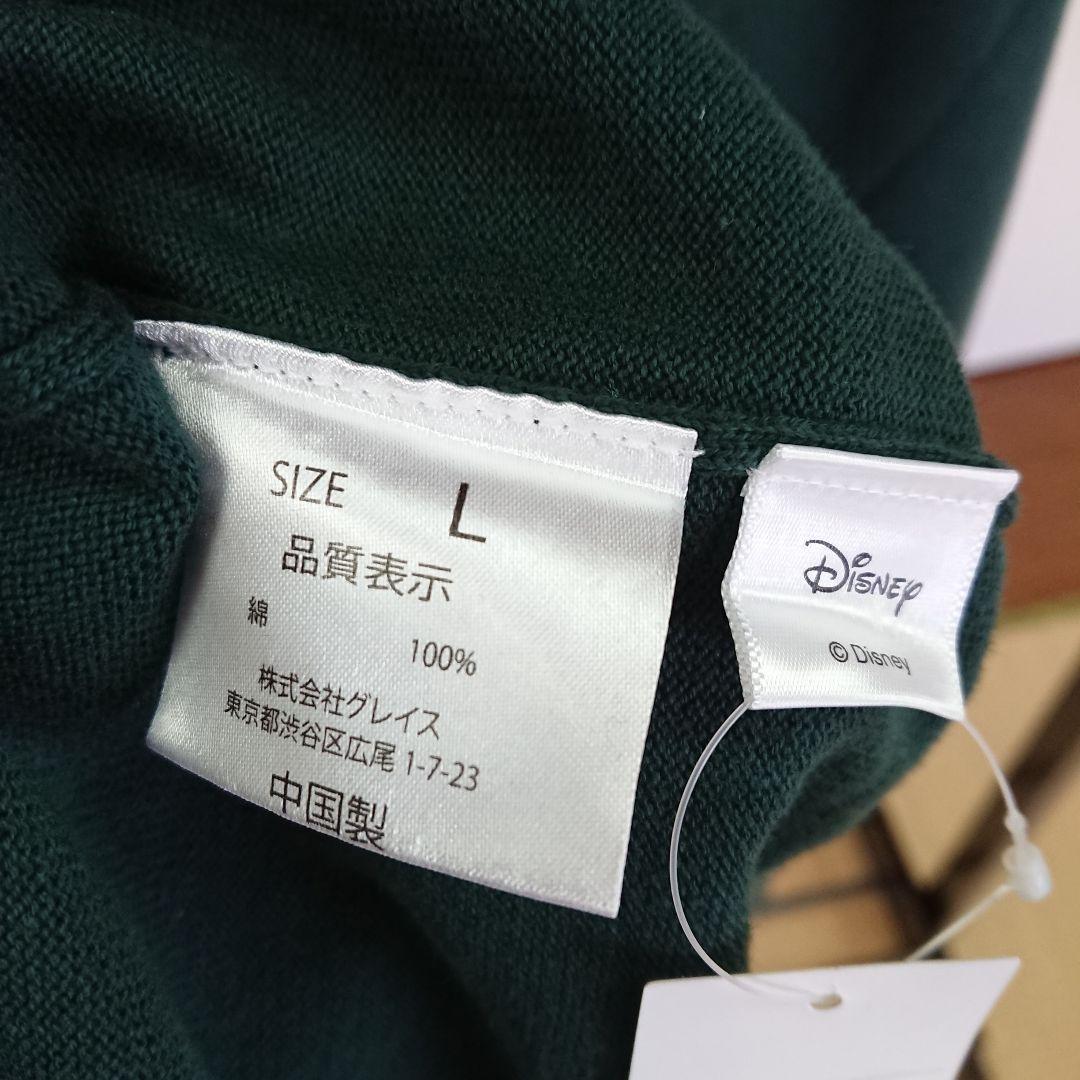 SIZE L
品質表示
綿 100%
株式会社グレイス
東京都渋谷区広尾 1-7-23
中国製
Disney
© Disney